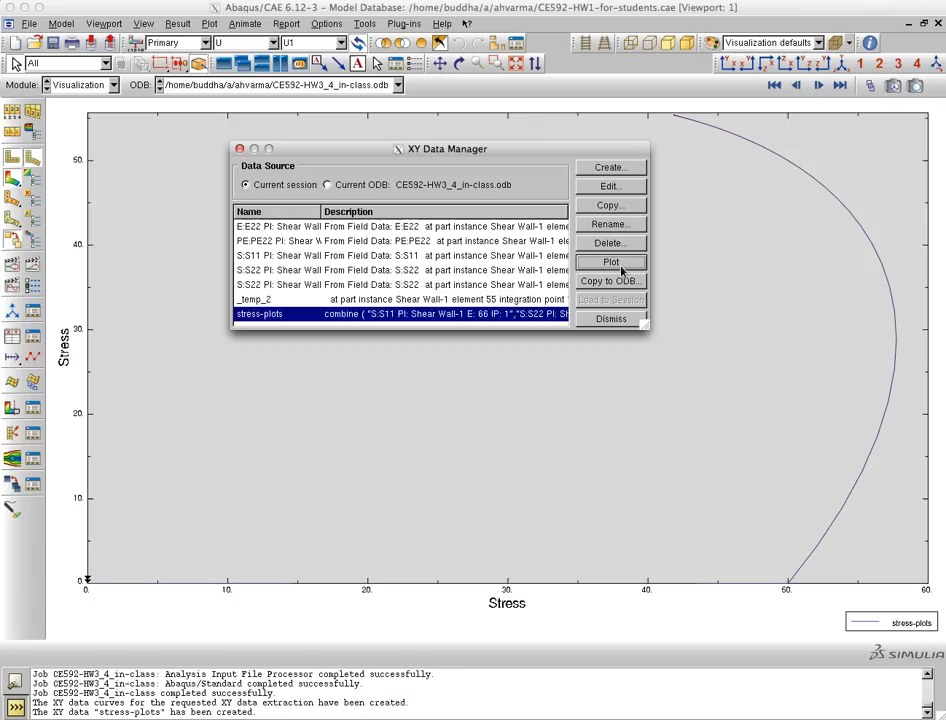 Abaqus/CAE 6.12-3 - Model Database: /home/buddha/a/ahvarma/CE592-HW1-for-students.cae [Viewport: 1]
File Model Viewport View Result Plot Animate Report Options Tools Plug-ins Help
Primary U U1 Visualization defaults
All 1 2 3 4
Module: Visualization ODB: /home/buddha/a/ahvarma/CE592-HW3_4_in-class.odb
XY Data Manager
Data Source
Current session Current ODB: CE592-HW3_4_in-class.odb
Name Description
E:E22 PI: Shear Wall From Field Data: E:E22 at part instance Shear Wall-1 eleme
PE:PE22 PI: Shear W From Field Data: PE:PE22 at part instance Shear Wall-1 ele
S:S11 PI: Shear Wall From Field Data: S:S11 at part instance Shear Wall-1 eleme
S:S22 PI: Shear Wall From Field Data: S:S22 at part instance Shear Wall-1 eleme
S:S22 PI: Shear Wall From Field Data: S:S22 at part instance Shear Wall-1 eleme
_temp_2 at part instance Shear Wall-1 element 55 integration point
stress-plots combine ( "S:S11 PI: Shear Wall-1 E: 66 IP: 1","S:S22 PI: Sh
Create...
Edit...
Copy...
Rename...
Delete...
Plot
Copy to ODB...
Load to Session
Dismiss
50.
40.
30.
20.
10.
0.
Stress
0. 10. 20. 30. 40. 50. 60.
Stress
stress-plots
SIMULIA
Job CE592-HW3_4_in-class: Analysis Input File Processor completed successfully.
Job CE592-HW3_4_in-class: Abaqus/Standard completed successfully.
Job CE592-HW3_4_in-class completed successfully.
The XY data curves for the requested XY data extraction have been created.
The XY data "stress-plots" has been created.
>>>